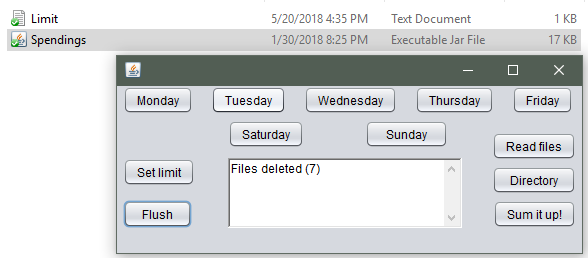 Limit 5/20/2018 4:35 PM Text Document 1 KB
Spendings 1/30/2018 8:25 PM Executable Jar File 17 KB
Monday Tuesday Wednesday Thursday Friday
Saturday Sunday
Read files
Set limit
Files deleted (7)
Directory
Flush
Sum it up!